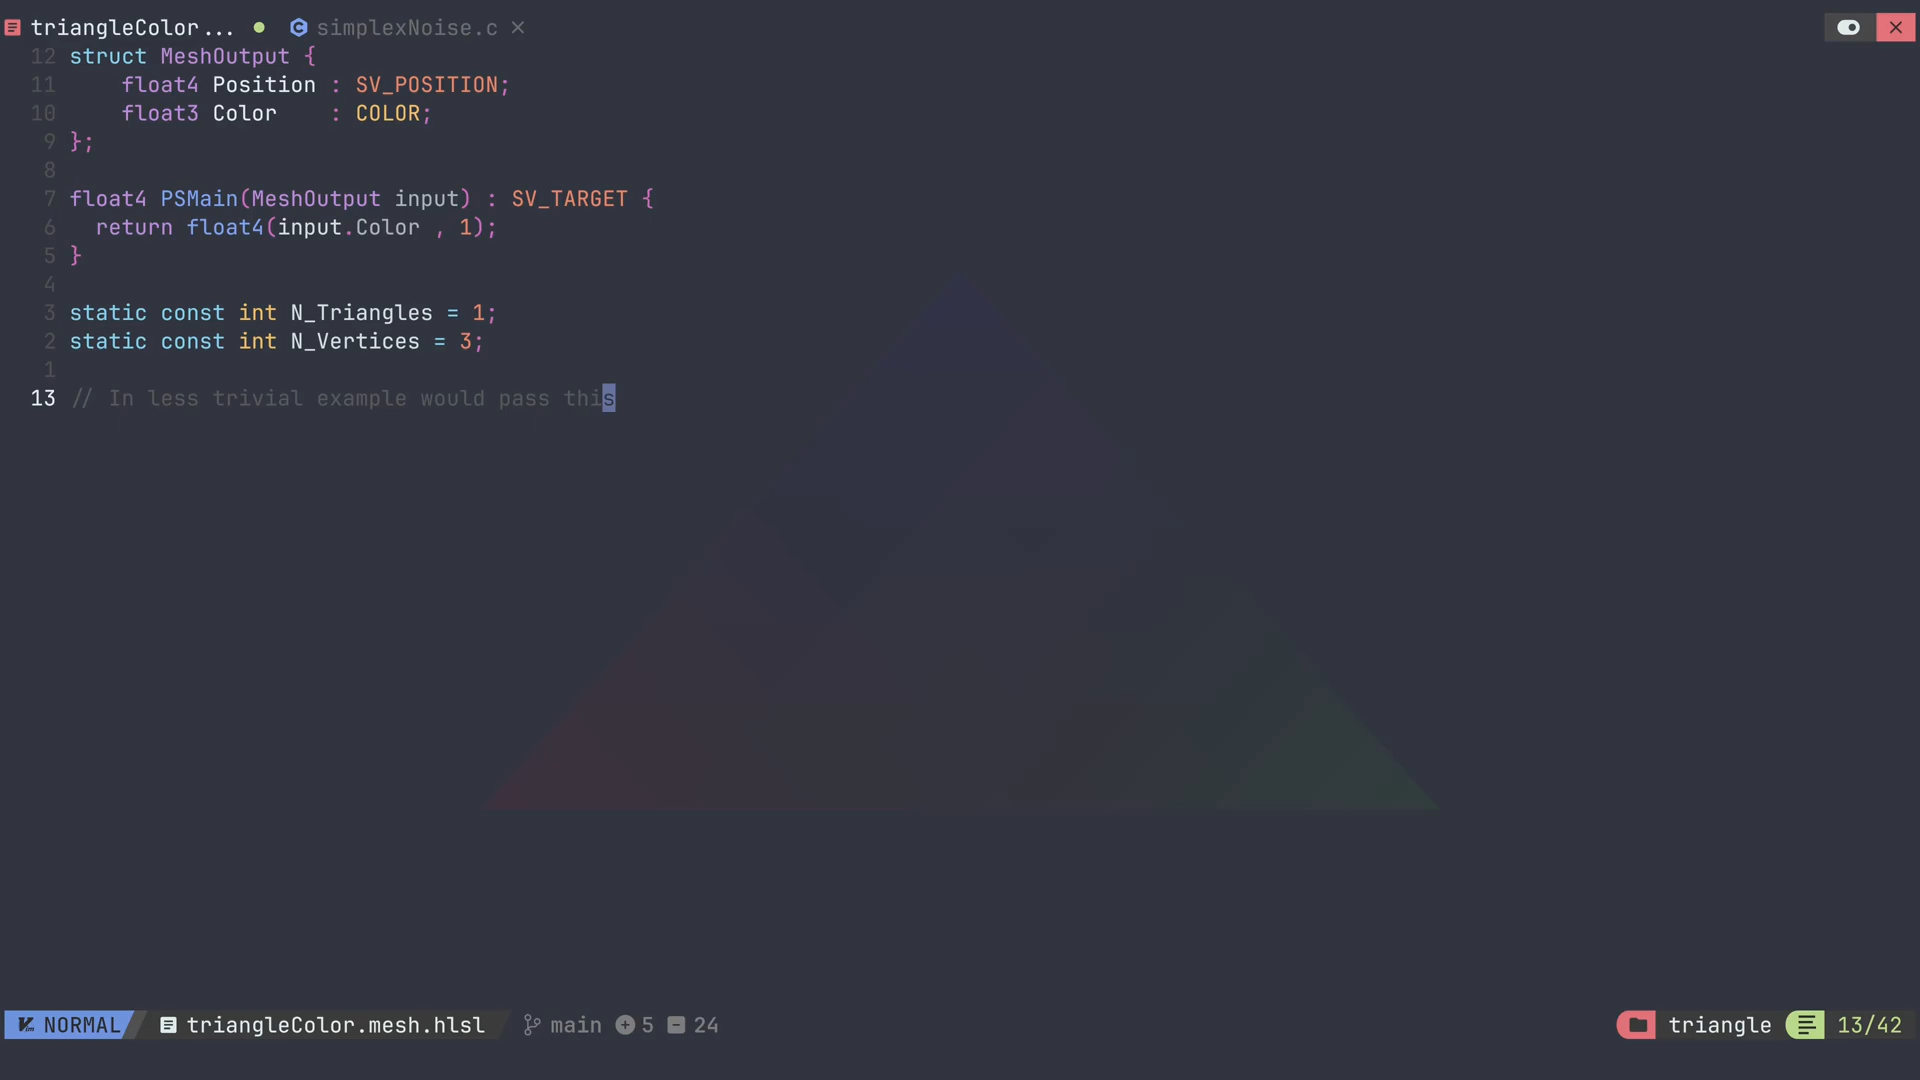 triangleColor... simplexNoise.c
12 struct MeshOutput {
11 float4 Position : SV_POSITION;
10 float3 Color : COLOR;
9 };
8
7 float4 PSMain(MeshOutput input) : SV_TARGET {
6 return float4(input.Color , 1);
5 }
4
3 static const int N_Triangles = 1;
2 static const int N_Vertices = 3;
1
13 // In less trivial example would pass this
NORMAL triangleColor.mesh.hlsl main 5 24 triangle 13/42